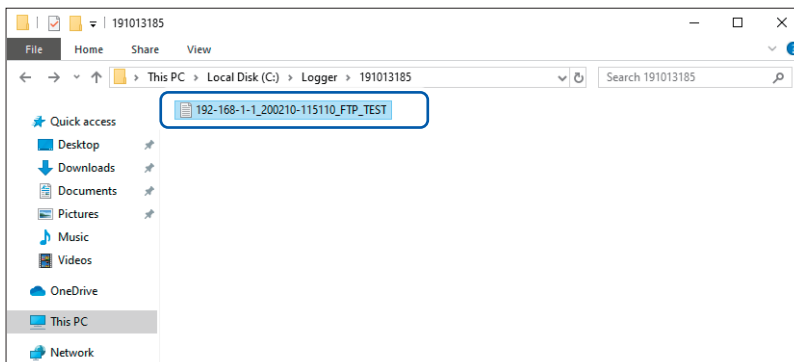 191013185
File Home Share View
This PC > Local Disk (C:) > Logger > 191013185
Search 191013185
192-168-1-1_200210-115110_FTP_TEST
Quick access
Desktop
Downloads
Documents
Pictures
Music
Videos
OneDrive
This PC
Network